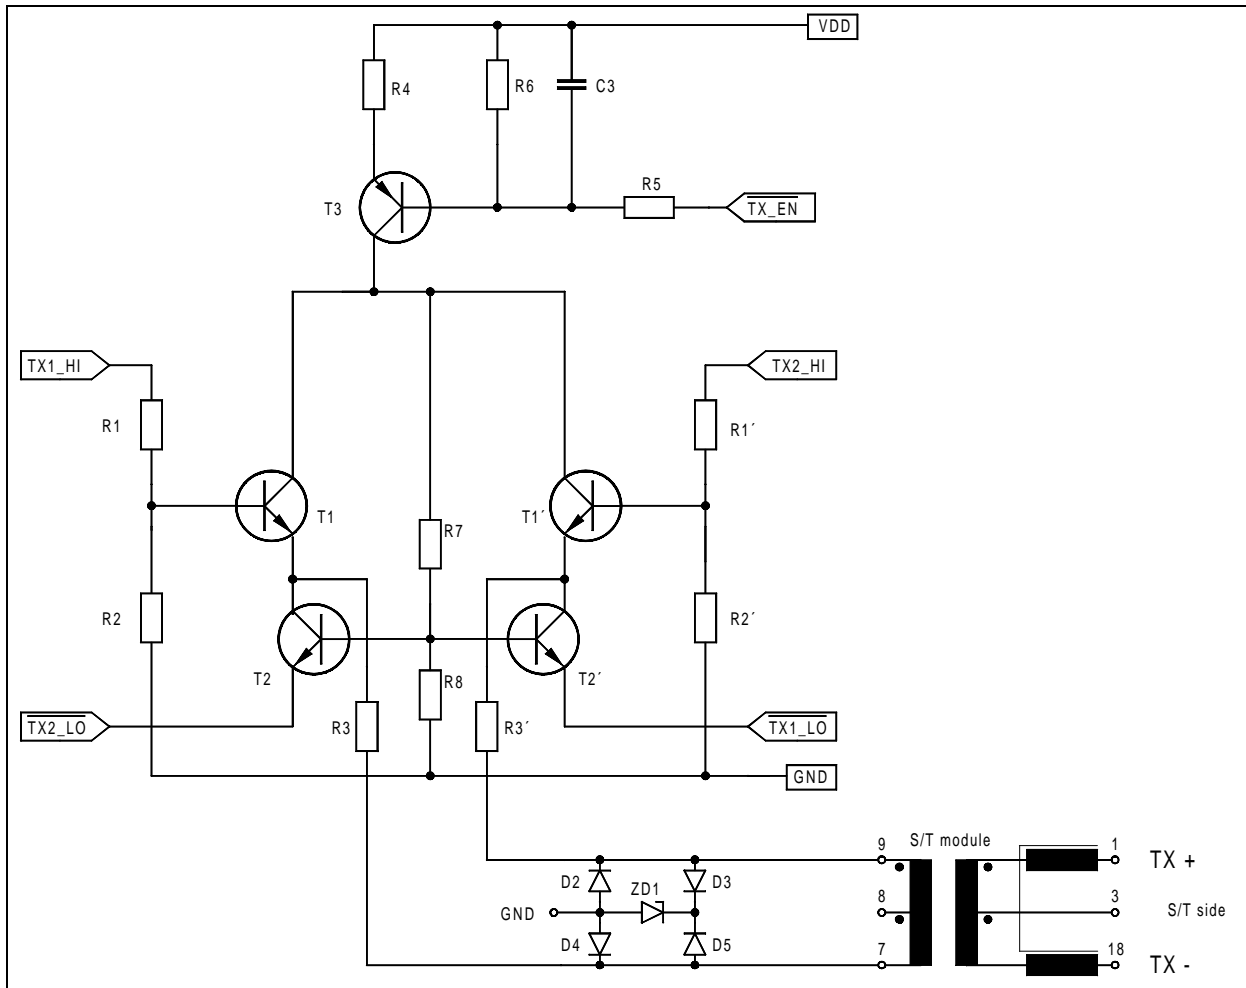 VDD
R4
R6
C3
R5
T3
TX_EN
TX1_HI
TX2_HI
R1
R1´
T1
T1´
R7
R2
R2´
T2
R8
T2´
TX2_LO
R3
R3´
TX1_LO
GND
S/T module
9
1
TX +
D2
ZD1
D3
GND
8
3
S/T side
D4
D5
7
18
TX -